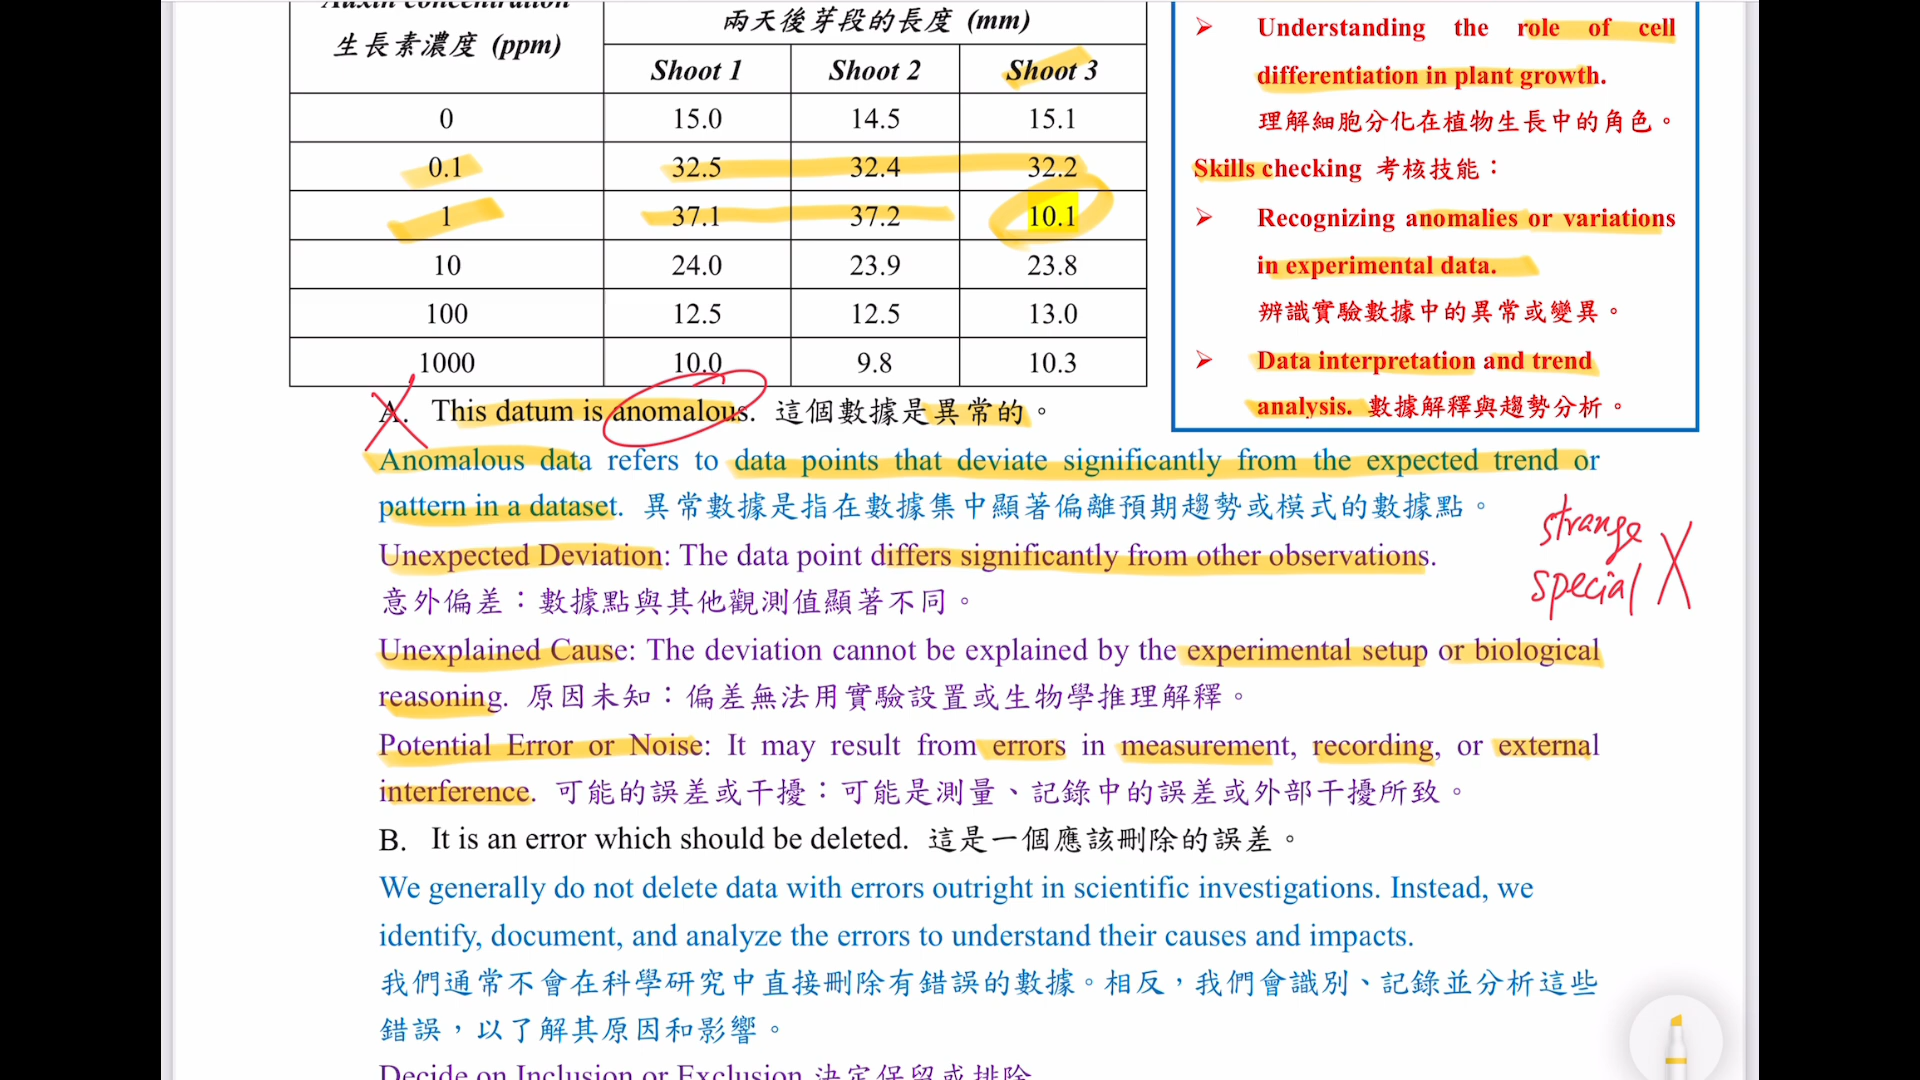 Auxin concentration
生長素濃度 (ppm)
兩天後芽段的長度 (mm)
Shoot 1 Shoot 2 Shoot 3
0 15.0 14.5 15.1
0.1 32.5 32.4 32.2
1 37.1 37.2 10.1
10 24.0 23.9 23.8
100 12.5 12.5 13.0
1000 10.0 9.8 10.3
➢ Understanding the role of cell
differentiation in plant growth.
理解細胞分化在植物生長中的角色。
Skills checking 考核技能：
➢ Recognizing anomalies or variations
in experimental data.
辨識實驗數據中的異常或變異。
➢ Data interpretation and trend
analysis. 數據解釋與趨勢分析。
A. This datum is anomalous. 這個數據是異常的。
Anomalous data refers to data points that deviate significantly from the expected trend or
pattern in a dataset. 異常數據是指在數據集中顯著偏離預期趨勢或模式的數據點。
strange
special
Unexpected Deviation: The data point differs significantly from other observations.
意外偏差：數據點與其他觀測值顯著不同。
Unexplained Cause: The deviation cannot be explained by the experimental setup or biological
reasoning. 原因未知：偏差無法用實驗設置或生物學推理解釋。
Potential Error or Noise: It may result from errors in measurement, recording, or external
interference. 可能的誤差或干擾：可能是測量、記錄中的誤差或外部干擾所致。
B. It is an error which should be deleted. 這是一個應該刪除的誤差。
We generally do not delete data with errors outright in scientific investigations. Instead, we
identify, document, and analyze the errors to understand their causes and impacts.
我們通常不會在科學研究中直接刪除有錯誤的數據。相反，我們會識別、記錄並分析這些
錯誤，以了解其原因和影響。
Decide on Inclusion or Exclusion 決定保留或排除